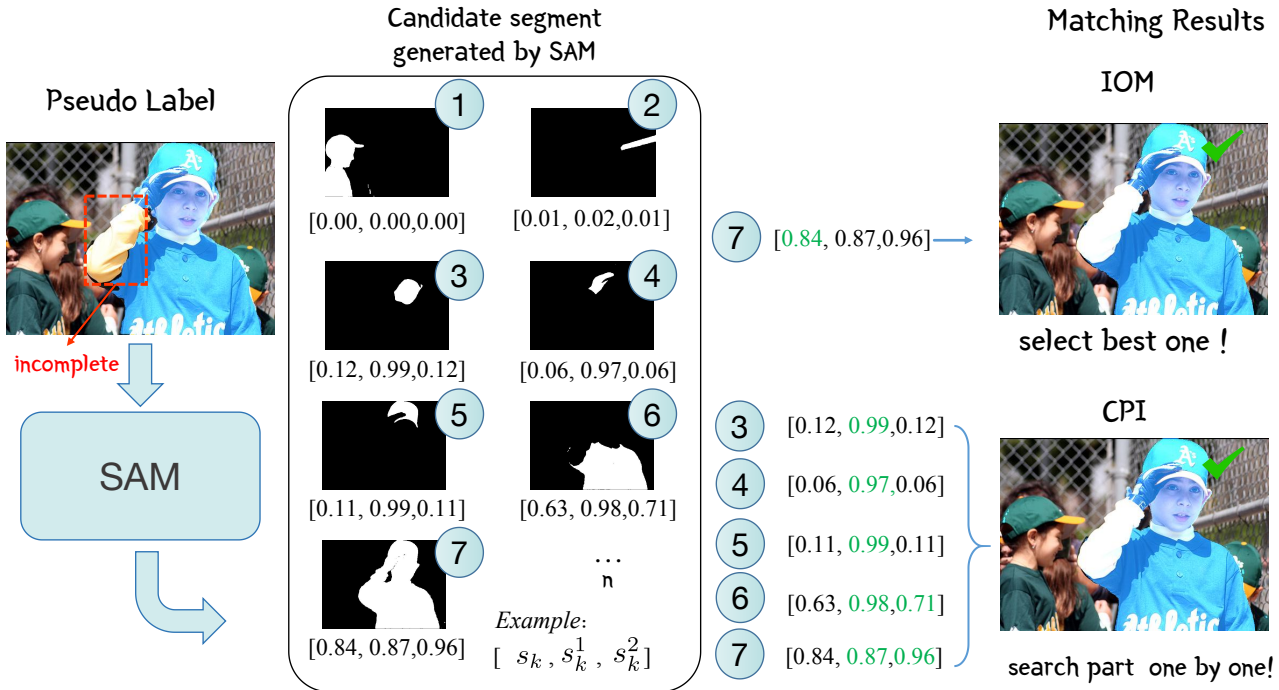 Pseudo Label
A's
athletic
incomplete
SAM
Candidate segment
generated by SAM
1
[0.00, 0.00,0.00]
2
[0.01, 0.02,0.01]
3
[0.12, 0.99,0.12]
4
[0.06, 0.97,0.06]
5
[0.11, 0.99,0.11]
6
[0.63, 0.98,0.71]
7
[0.84, 0.87,0.96]
...
n
Example:
[ s_k , s_k^1 , s_k^2 ]
Matching Results
IOM
7 [0.84, 0.87,0.96]
A's
athletic
select best one !
CPI
3 [0.12, 0.99,0.12]
4 [0.06, 0.97,0.06]
5 [0.11, 0.99,0.11]
6 [0.63, 0.98,0.71]
7 [0.84, 0.87,0.96]
A's
athletic
search part one by one!